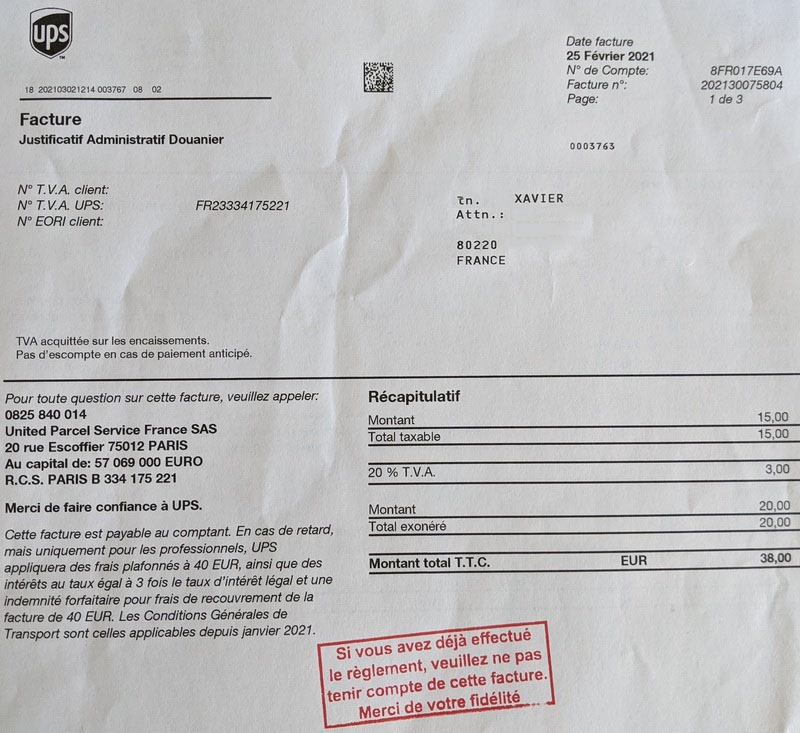 ups
Date facture
25 Février 2021
N° de Compte: 8FR017E69A
Facture n°: 202130075804
Page: 1 de 3
18 202103021214 003767 08 02
Facture
Justificatif Administratif Douanier
0003763
N° T.V.A. client:
N° T.V.A. UPS: FR23334175221
N° EORI client:
XAVIER
Attn.:
80220
FRANCE
TVA acquittée sur les encaissements.
Pas d'escompte en cas de paiement anticipé.
Pour toute question sur cette facture, veuillez appeler:
0825 840 014
United Parcel Service France SAS
20 rue Escoffier 75012 PARIS
Au capital de: 57 069 000 EURO
R.C.S. PARIS B 334 175 221
Merci de faire confiance à UPS.
Cette facture est payable au comptant. En cas de retard,
mais uniquement pour les professionnels, UPS
appliquera des frais plafonnés à 40 EUR, ainsi que des
intérêts au taux égal à 3 fois le taux d'intérêt légal et une
indemnité forfaitaire pour frais de recouvrement de la
facture de 40 EUR. Les Conditions Générales de
Transport sont celles applicables depuis janvier 2021.
Récapitulatif
Montant 15,00
Total taxable 15,00
20 % T.V.A. 3,00
Montant 20,00
Total exonéré 20,00
Montant total T.T.C. EUR 38,00
Si vous avez déjà effectué
le règlement, veuillez ne pas
tenir compte de cette facture.
Merci de votre fidélité